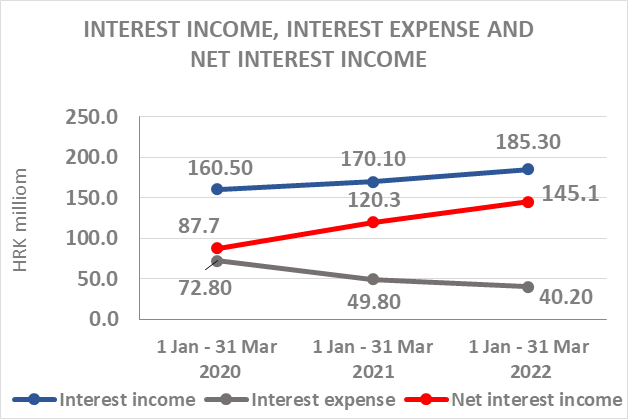 INTEREST INCOME, INTEREST EXPENSE AND
NET INTEREST INCOME
HRK milliom
250.0
200.0
150.0
100.0
50.0
0.0
160.50
170.10
185.30
87.7
120.3
145.1
72.80
49.80
40.20
1 Jan - 31 Mar
2020
1 Jan - 31 Mar
2021
1 Jan - 31 Mar
2022
Interest income
Interest expense
Net interest income